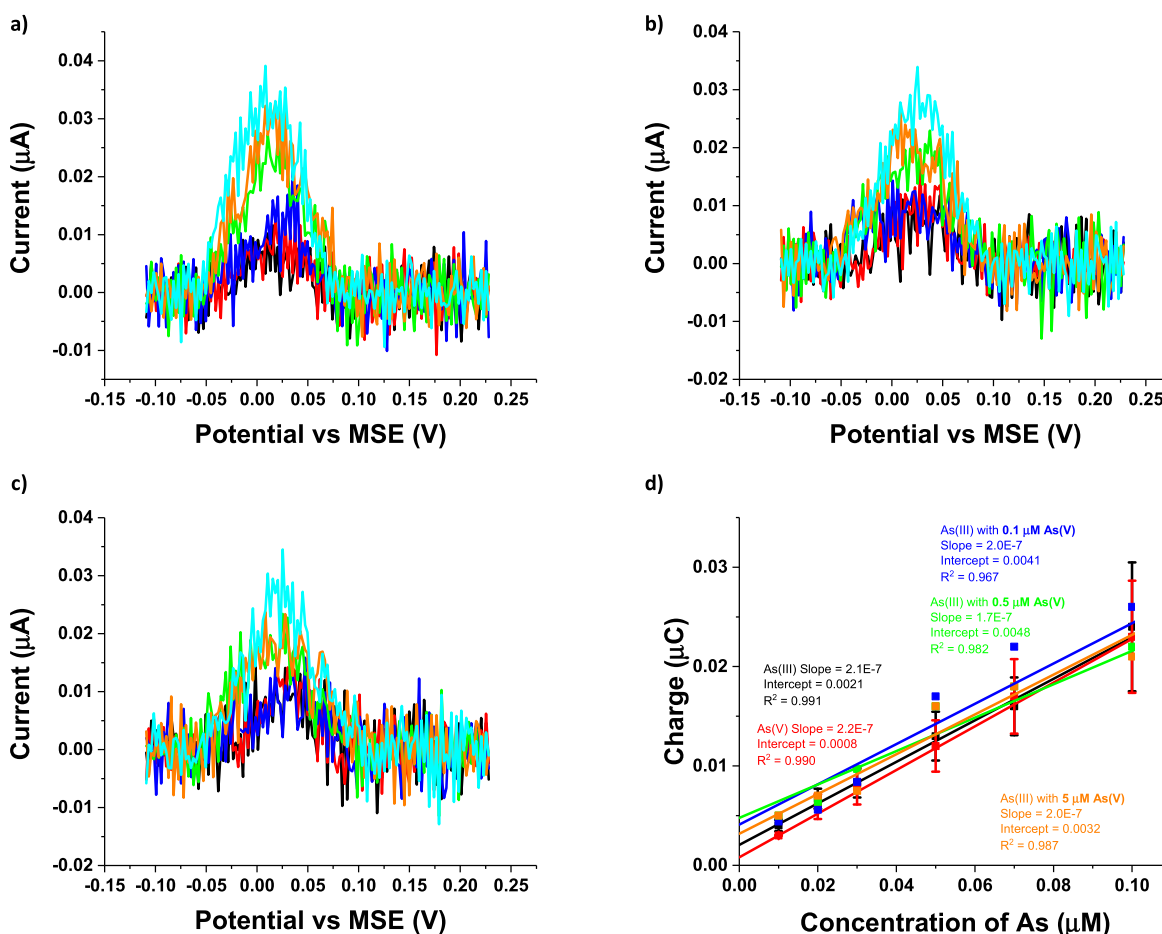 a)
0.04
0.03
0.02
0.01
0.00
-0.01
Current (μA)
-0.15 -0.10 -0.05 0.00 0.05 0.10 0.15 0.20 0.25
Potential vs MSE (V)
b)
0.04
0.03
0.02
0.01
0.00
-0.01
-0.02
Current (μA)
-0.15 -0.10 -0.05 0.00 0.05 0.10 0.15 0.20 0.25
Potential vs MSE (V)
c)
0.04
0.03
0.02
0.01
0.00
-0.01
-0.02
Current (μA)
-0.15 -0.10 -0.05 0.00 0.05 0.10 0.15 0.20 0.25
Potential vs MSE (V)
d)
0.03
0.02
0.01
0.00
Charge (μC)
As(III) with 0.1 μM As(V)
Slope = 2.0E-7
Intercept = 0.0041
R² = 0.967
As(III) with 0.5 μM As(V)
Slope = 1.7E-7
Intercept = 0.0048
R² = 0.982
As(III) Slope = 2.1E-7
Intercept = 0.0021
R² = 0.991
As(V) Slope = 2.2E-7
Intercept = 0.0008
R² = 0.990
As(III) with 5 μM As(V)
Slope = 2.0E-7
Intercept = 0.0032
R² = 0.987
0.00 0.02 0.04 0.06 0.08 0.10
Concentration of As (μM)